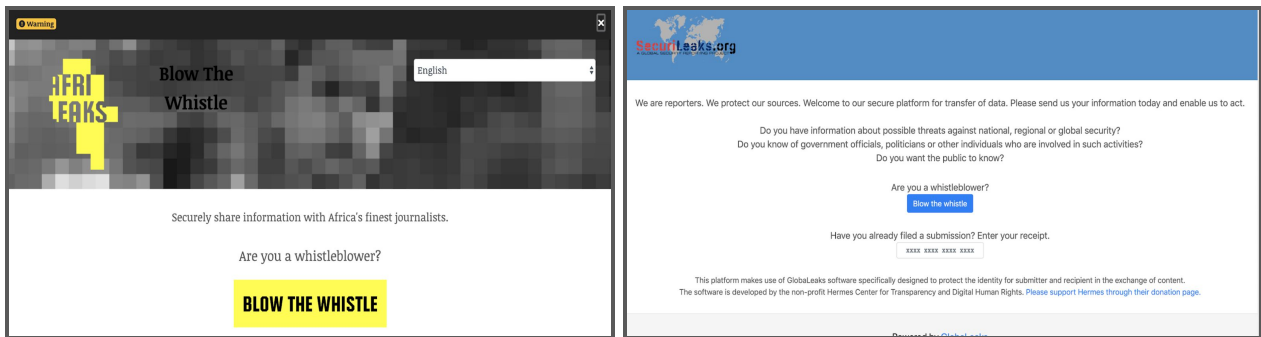 Warning
×
AFRI
LEAKS
Blow The
Whistle
English
Securely share information with Africa's finest journalists.
Are you a whistleblower?
BLOW THE WHISTLE
SecuriLeaks.org
We are reporters. We protect our sources. Welcome to our secure platform for transfer of data. Please send us your information today and enable us to act.
Do you have information about possible threats against national, regional or global security?
Do you know of government officials, politicians or other individuals who are involved in such activities?
Do you want the public to know?
Are you a whistleblower?
Blow the whistle
Have you already filed a submission? Enter your receipt.
xxxx xxxx xxxx xxxx
This platform makes use of GlobaLeaks software specifically designed to protect the identity for submitter and recipient in the exchange of content.
The software is developed by the non-profit Hermes Center for Transparency and Digital Human Rights. Please support Hermes through their donation page.
Powered by GlobaLeaks